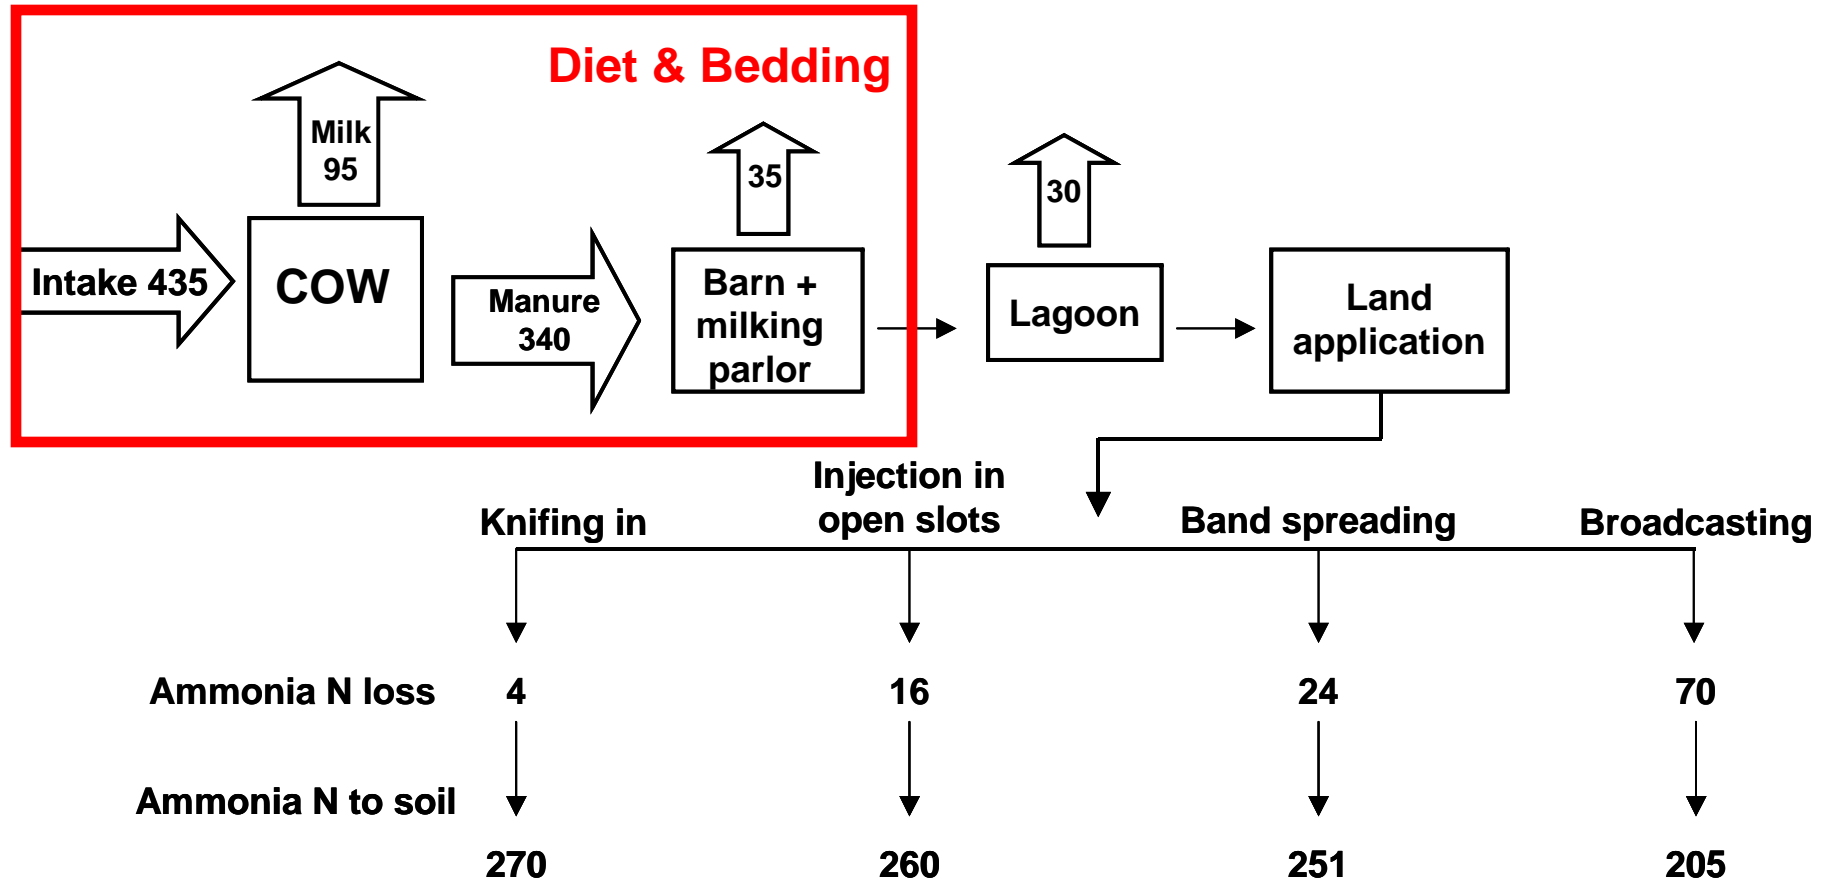 Diet & Bedding
Milk
95
35
30
Intake 435
COW
Manure
340
Barn +
milking
parlor
Lagoon
Land
application
Knifing in
Injection in
open slots
Band spreading
Broadcasting
Ammonia N loss 4 16 24 70
Ammonia N to soil
270 260 251 205